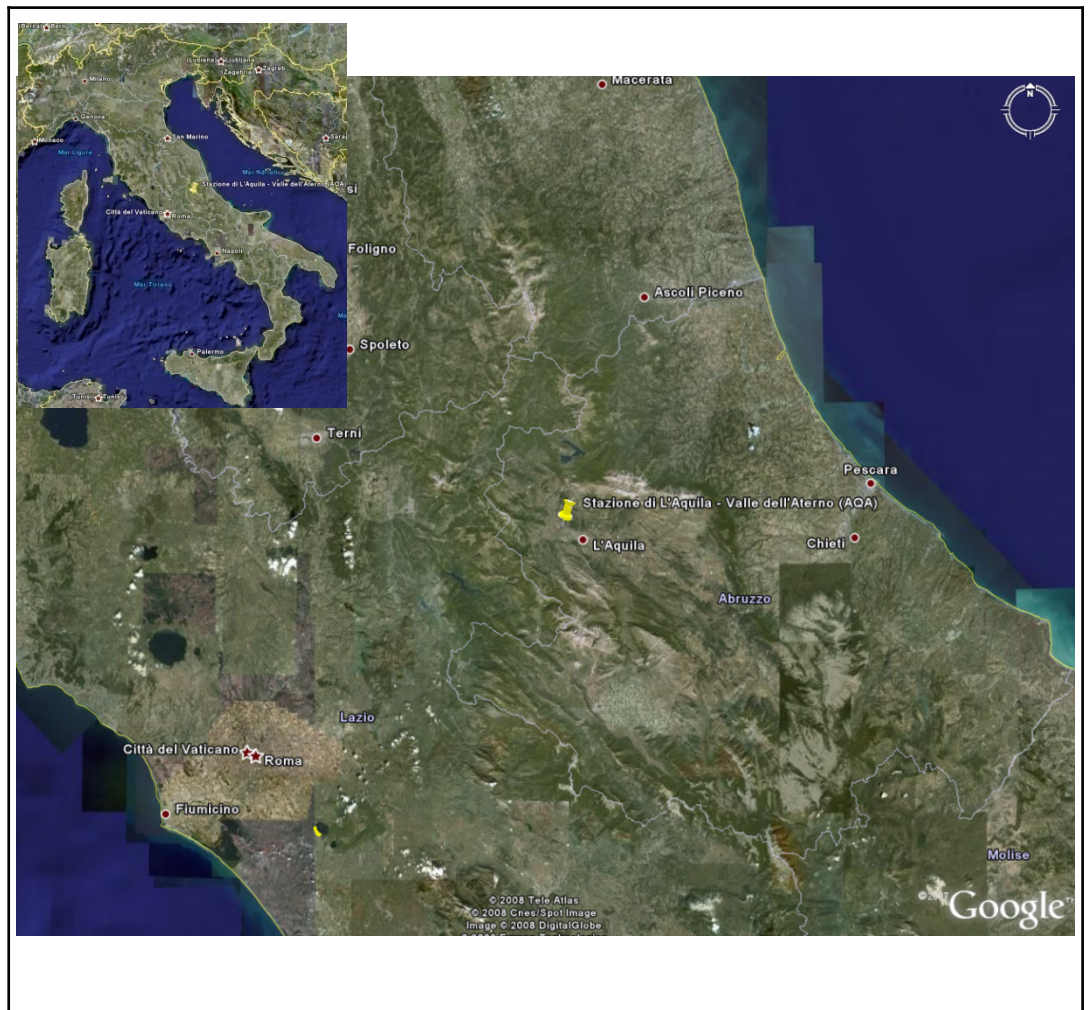 Milano
(Lubiana) Ljubljana
(Zagabria) Zagreb
Genova
Monaco
San Marino
Mar Ligure
Mar Adriatico
Stazione di L'Aquila - Valle dell'Aterno (AQA)
Città del Vaticano
Roma
Napoli
Mar Tirreno
Palermo
(Tunisi) Tunis
Macerata
N
si
Foligno
Ascoli Piceno
Spoleto
Terni
Pescara
Stazione di L'Aquila - Valle dell'Aterno (AQA)
L'Aquila
Chieti
Abruzzo
Lazio
Città del Vaticano
Roma
Fiumicino
Molise
© 2008 Tele Atlas
© 2008 Cnes/Spot Image
Image © 2008 DigitalGlobe
Google